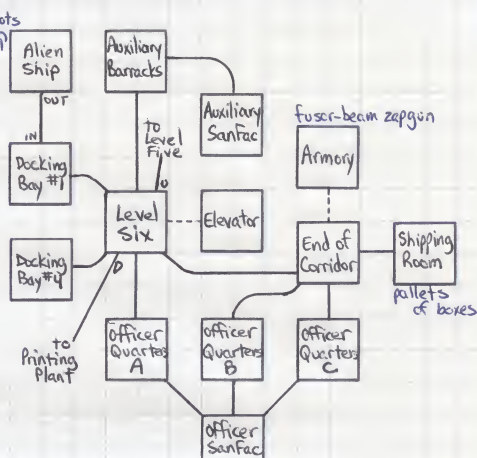 Alien
Ship
OUT
IN
Docking
Bay #1
Docking
Bay #4
Auxiliary
Barracks
Auxiliary
SanFac
to
Level
Five
U
Level
Six
D
to
Printing
Plant
Elevator
fuser-beam zapgun
Armory
End of
Corridor
Shipping
Room
pallets
of boxes
Officer
Quarters
A
Officer
Quarters
B
Officer
Quarters
C
Officer
SanFac